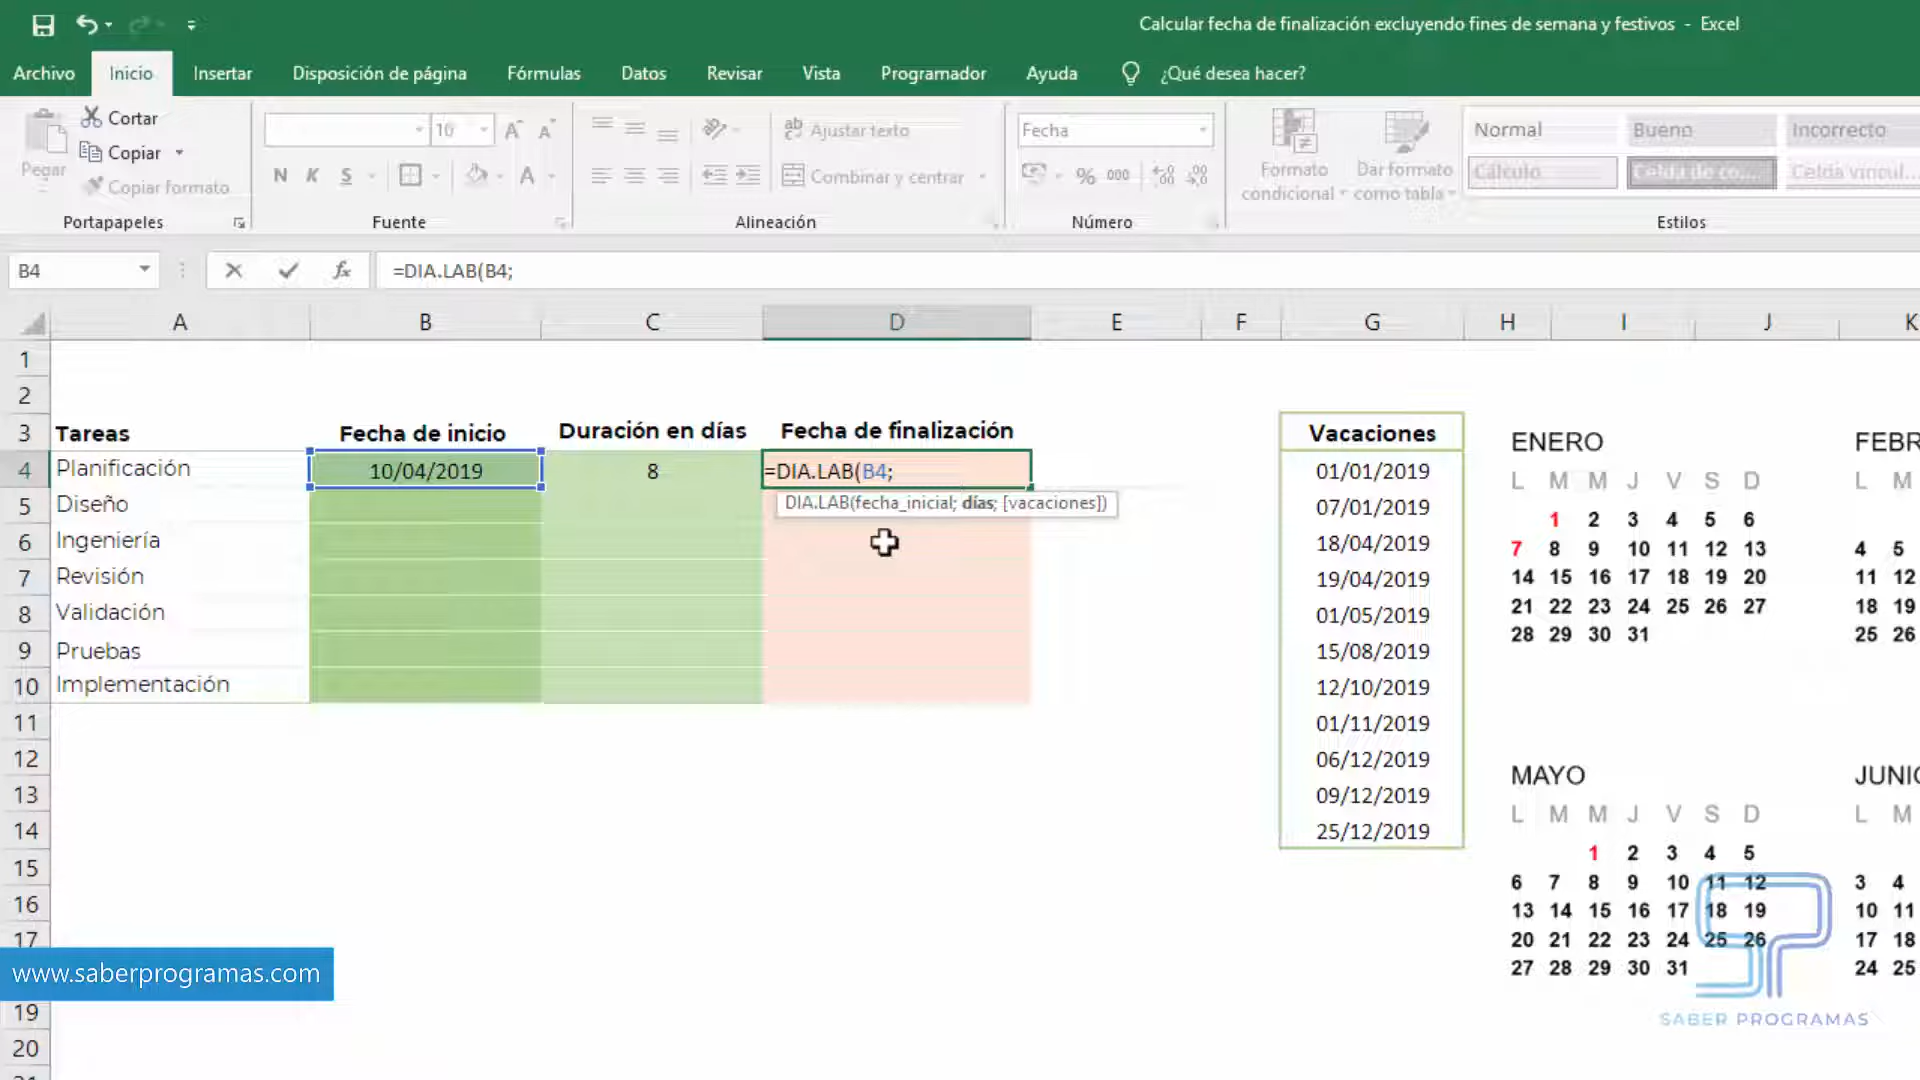 Calcular fecha de finalización excluyendo fines de semana y festivos - Excel
Archivo Inicio Insertar Disposición de página Fórmulas Datos Revisar Vista Programador Ayuda ¿Qué desea hacer?
Pegar
Cortar
Copiar
Copiar formato
Portapapeles
10
N K S
Fuente
Ajustar texto
Combinar y centrar
Alineación
Fecha
% 000
Número
Formato condicional
Dar formato como tabla
Normal Bueno Incorrecto
Cálculo Celda de co... Celda vincul...
Estilos
B4 fx =DIA.LAB(B4;
A B C D E F G H I J K
1
2
3 Tareas Fecha de inicio Duración en días Fecha de finalización Vacaciones
4 Planificación 10/04/2019 8 =DIA.LAB(B4; 01/01/2019
DIA.LAB(fecha_inicial; días; [vacaciones])
5 Diseño 07/01/2019
6 Ingeniería 18/04/2019
7 Revisión 19/04/2019
8 Validación 01/05/2019
9 Pruebas 15/08/2019
10 Implementación 12/10/2019
11 01/11/2019
12 06/12/2019
13 09/12/2019
14 25/12/2019
15
16
17
19
20
ENERO
L M M J V S D
1 2 3 4 5 6
7 8 9 10 11 12 13
14 15 16 17 18 19 20
21 22 23 24 25 26 27
28 29 30 31
FEBR
L M
4 5
11 12
18 19
25 26
MAYO
L M M J V S D
1 2 3 4 5
6 7 8 9 10 11 12
13 14 15 16 17 18 19
20 21 22 23 24 25 26
27 28 29 30 31
JUNIO
L M
3 4
10 11
17 18
24 25
www.saberprogramas.com
SABER PROGRAMAS